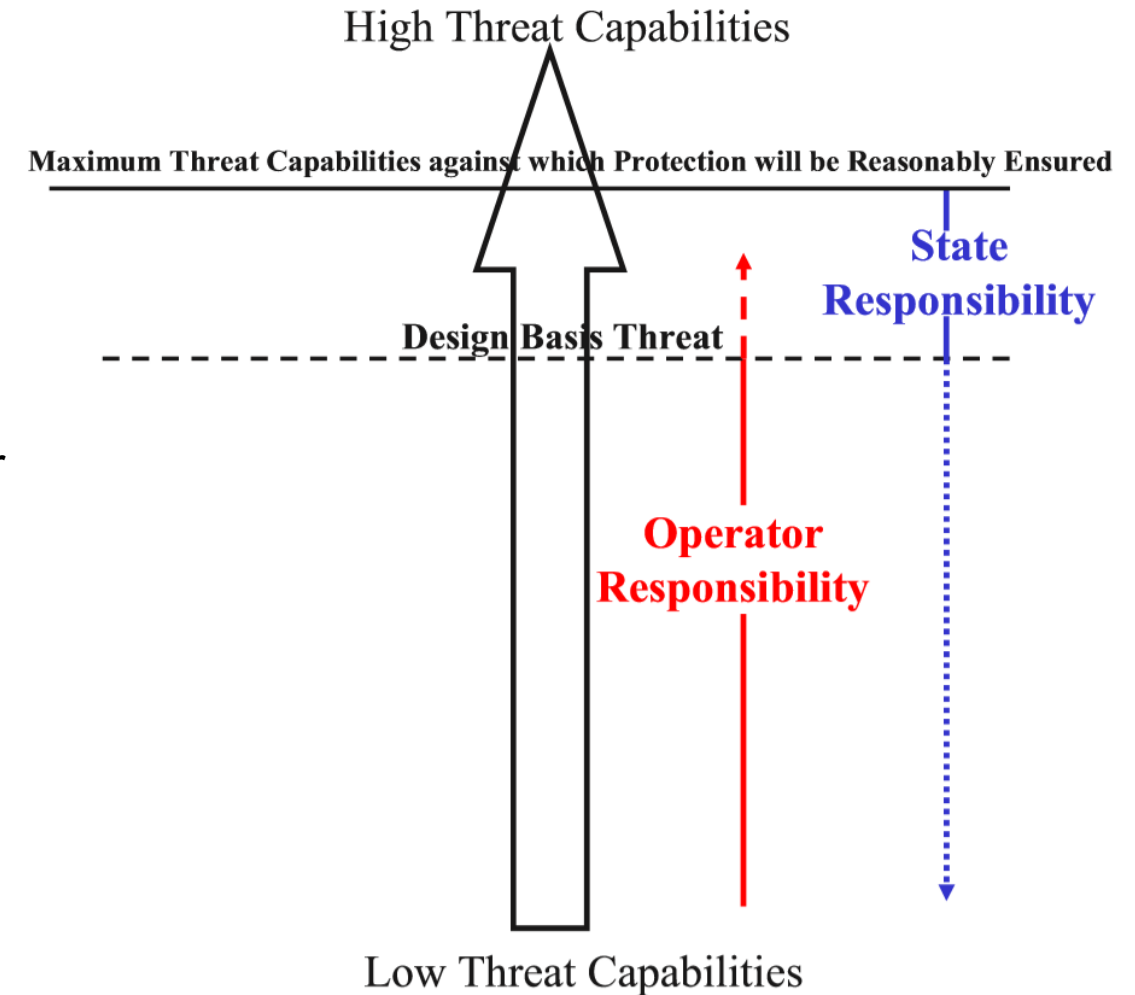 High Threat Capabilities
Maximum Threat Capabilities against which Protection will be Reasonably Ensured
State
Responsibility
Design Basis Threat
Operator
Responsibility
Low Threat Capabilities